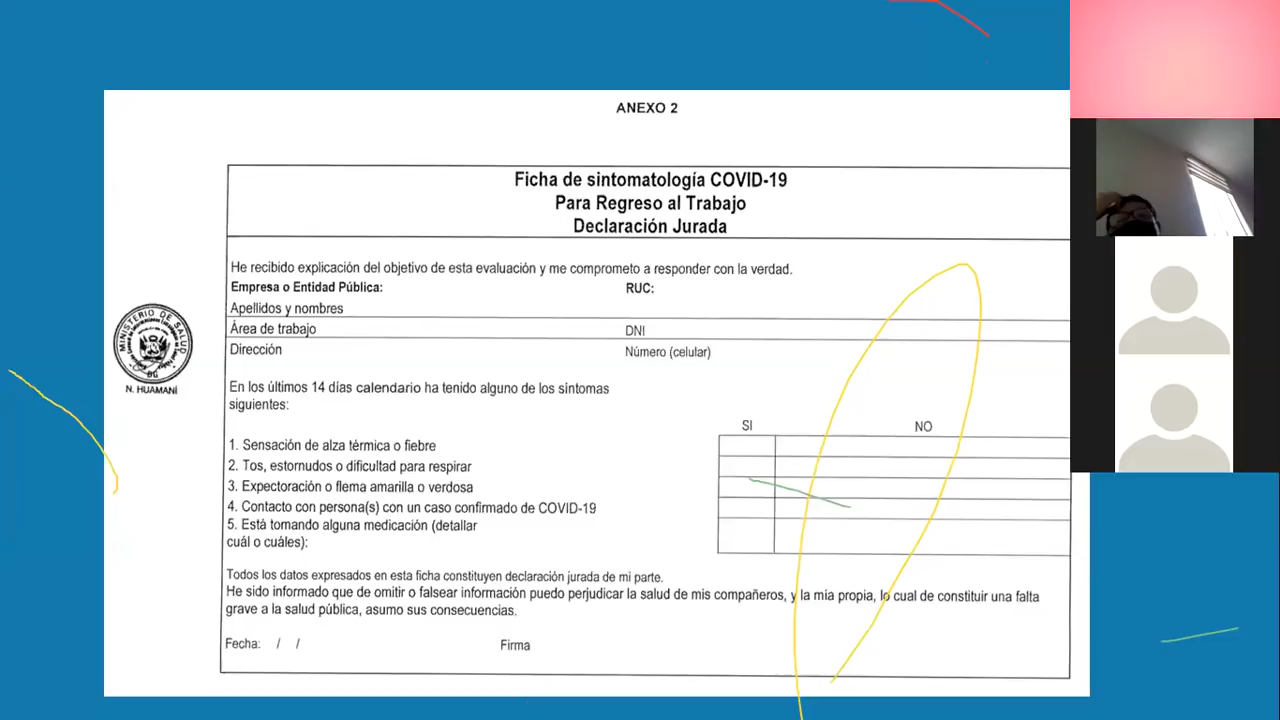 ANEXO 2
Ficha de sintomatología COVID-19
Para Regreso al Trabajo
Declaración Jurada
He recibido explicación del objetivo de esta evaluación y me comprometo a responder con la verdad.
Empresa o Entidad Pública: RUC:
Apellidos y nombres
Área de trabajo DNI
Dirección Número (celular)
MINISTERIO DE SALUD
N. HUAMANÍ
En los últimos 14 días calendario ha tenido alguno de los síntomas
siguientes:
SI NO
1. Sensación de alza térmica o fiebre
2. Tos, estornudos o dificultad para respirar
3. Expectoración o flema amarilla o verdosa
4. Contacto con persona(s) con un caso confirmado de COVID-19
5. Está tomando alguna medicación (detallar
cuál o cuáles):
Todos los datos expresados en esta ficha constituyen declaración jurada de mi parte.
He sido informado que de omitir o falsear información puedo perjudicar la salud de mis compañeros, y la mía propia, lo cual de constituir una falta
grave a la salud pública, asumo sus consecuencias.
Fecha: / / Firma